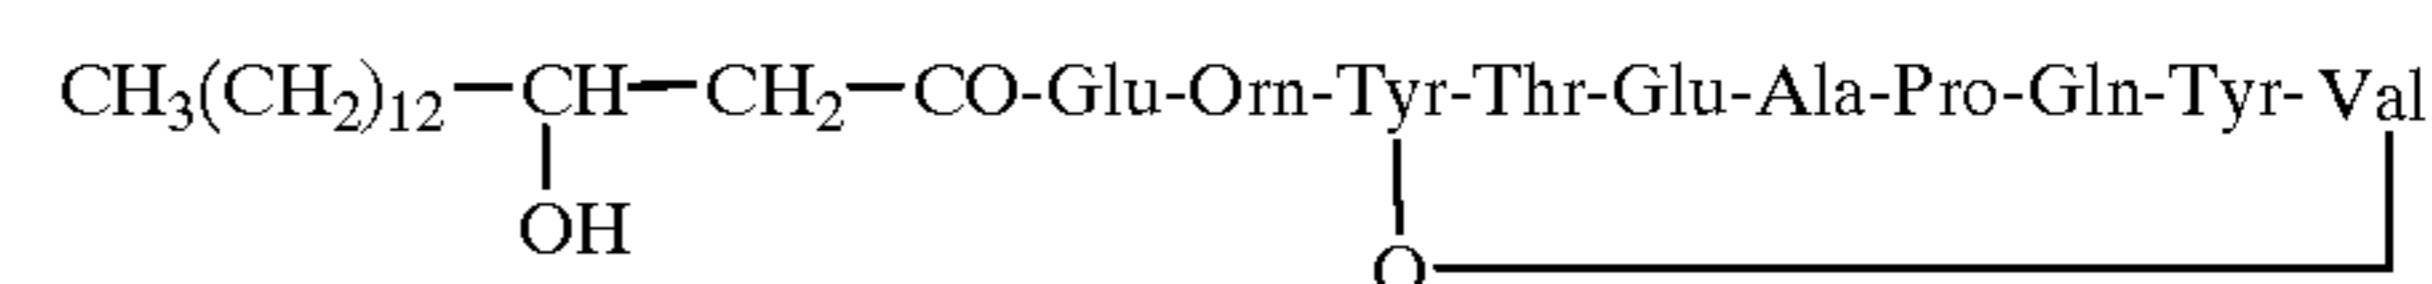 CH₃(CH₂)₁₂—CH—CH₂—CO-Glu-Orn-Tyr-Thr-Glu-Ala-Pro-Gln-Tyr- Val
OH
O